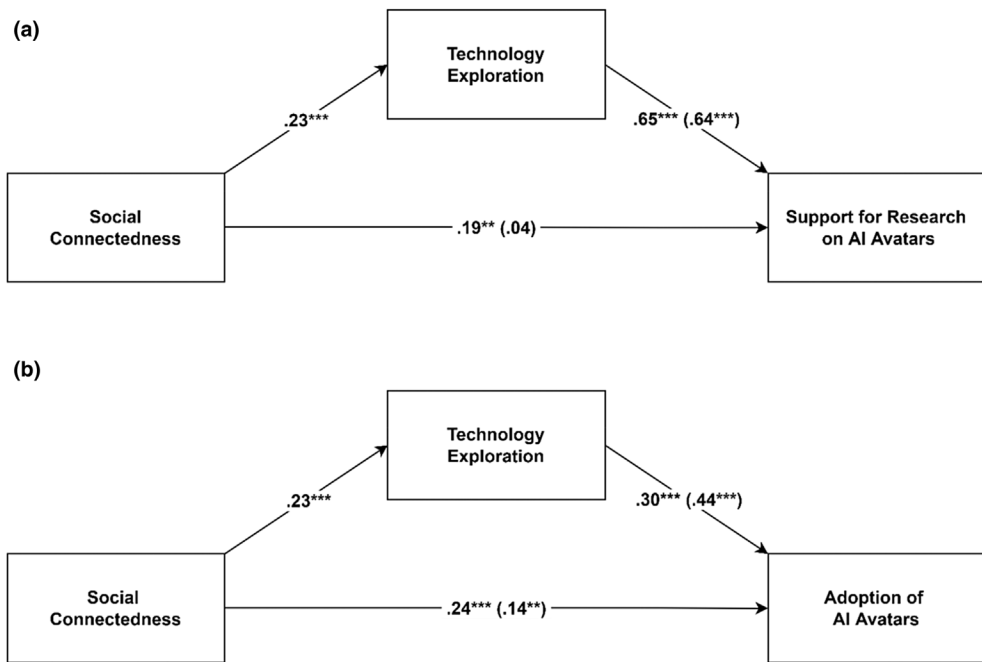 (a)
Technology
Exploration
.23***
.65*** (.64***)
Social
Connectedness
.19** (.04)
Support for Research
on AI Avatars
(b)
Technology
Exploration
.23***
.30*** (.44***)
Social
Connectedness
.24*** (.14**)
Adoption of
AI Avatars